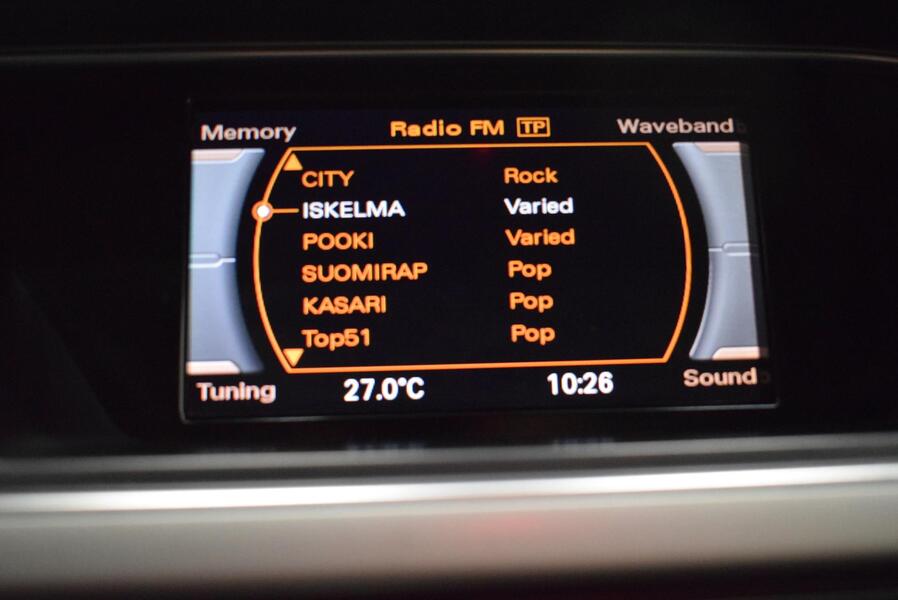 Memory Radio FM TP Waveband
CITY Rock
ISKELMA Varied
POOKI Varied
SUOMIRAP Pop
KASARI Pop
Top51 Pop
Tuning 27.0°C 10:26 Sound